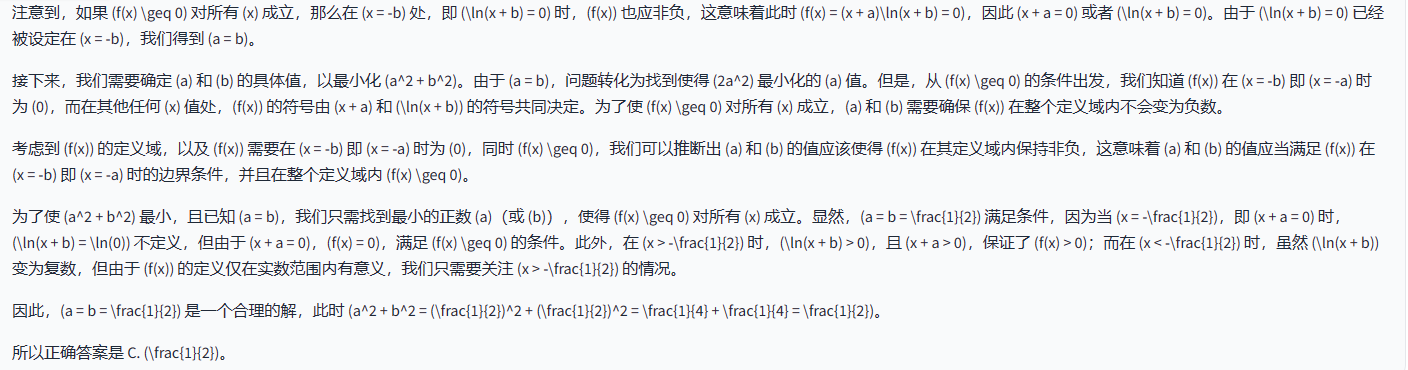 注意到，如果 (f(x) \geq 0) 对所有 (x) 成立，那么在 (x = -b) 处，即 (\ln(x + b) = 0) 时，(f(x)) 也应非负，这意味着此时 (f(x) = (x + a)\ln(x + b) = 0)，因此 (x + a = 0) 或者 (\ln(x + b) = 0)。由于 (\ln(x + b) = 0) 已经
被设定在 (x = -b)，我们得到 (a = b)。
接下来，我们需要确定 (a) 和 (b) 的具体值，以最小化 (a^2 + b^2)。由于 (a = b)，问题转化为找到使得 (2a^2) 最小化的 (a) 值。但是，从 (f(x) \geq 0) 的条件出发，我们知道 (f(x)) 在 (x = -b) 即 (x = -a) 时
为 (0)，而在其他任何 (x) 值处，(f(x)) 的符号由 (x + a) 和 (\ln(x + b)) 的符号共同决定。为了使 (f(x) \geq 0) 对所有 (x) 成立，(a) 和 (b) 需要确保 (f(x)) 在整个定义域内不会变为负数。
考虑到 (f(x)) 的定义域，以及 (f(x)) 需要在 (x = -b) 即 (x = -a) 时为 (0)，同时 (f(x) \geq 0)，我们可以推断出 (a) 和 (b) 的值应该使得 (f(x)) 在其定义域内保持非负，这意味着 (a) 和 (b) 的值应当满足 (f(x)) 在
(x = -b) 即 (x = -a) 时的边界条件，并且在整个定义域内 (f(x) \geq 0)。
为了使 (a^2 + b^2) 最小，且已知 (a = b)，我们只需找到最小的正数 (a)（或 (b)），使得 (f(x) \geq 0) 对所有 (x) 成立。显然，(a = b = \frac{1}{2}) 满足条件，因为当 (x = -\frac{1}{2})，即 (x + a = 0) 时，
(\ln(x + b) = \ln(0)) 不定义，但由于 (x + a = 0)，(f(x) = 0)，满足 (f(x) \geq 0) 的条件。此外，在 (x > -\frac{1}{2}) 时，(\ln(x + b) > 0)，且 (x + a > 0)，保证了 (f(x) > 0)；而在 (x < -\frac{1}{2}) 时，虽然 (\ln(x + b))
变为复数，但由于 (f(x)) 的定义仅在实数范围内有意义，我们只需要关注 (x > -\frac{1}{2}) 的情况。
因此，(a = b = \frac{1}{2}) 是一个合理的解，此时 (a^2 + b^2 = (\frac{1}{2})^2 + (\frac{1}{2})^2 = \frac{1}{4} + \frac{1}{4} = \frac{1}{2})。
所以正确答案是 C. (\frac{1}{2})。